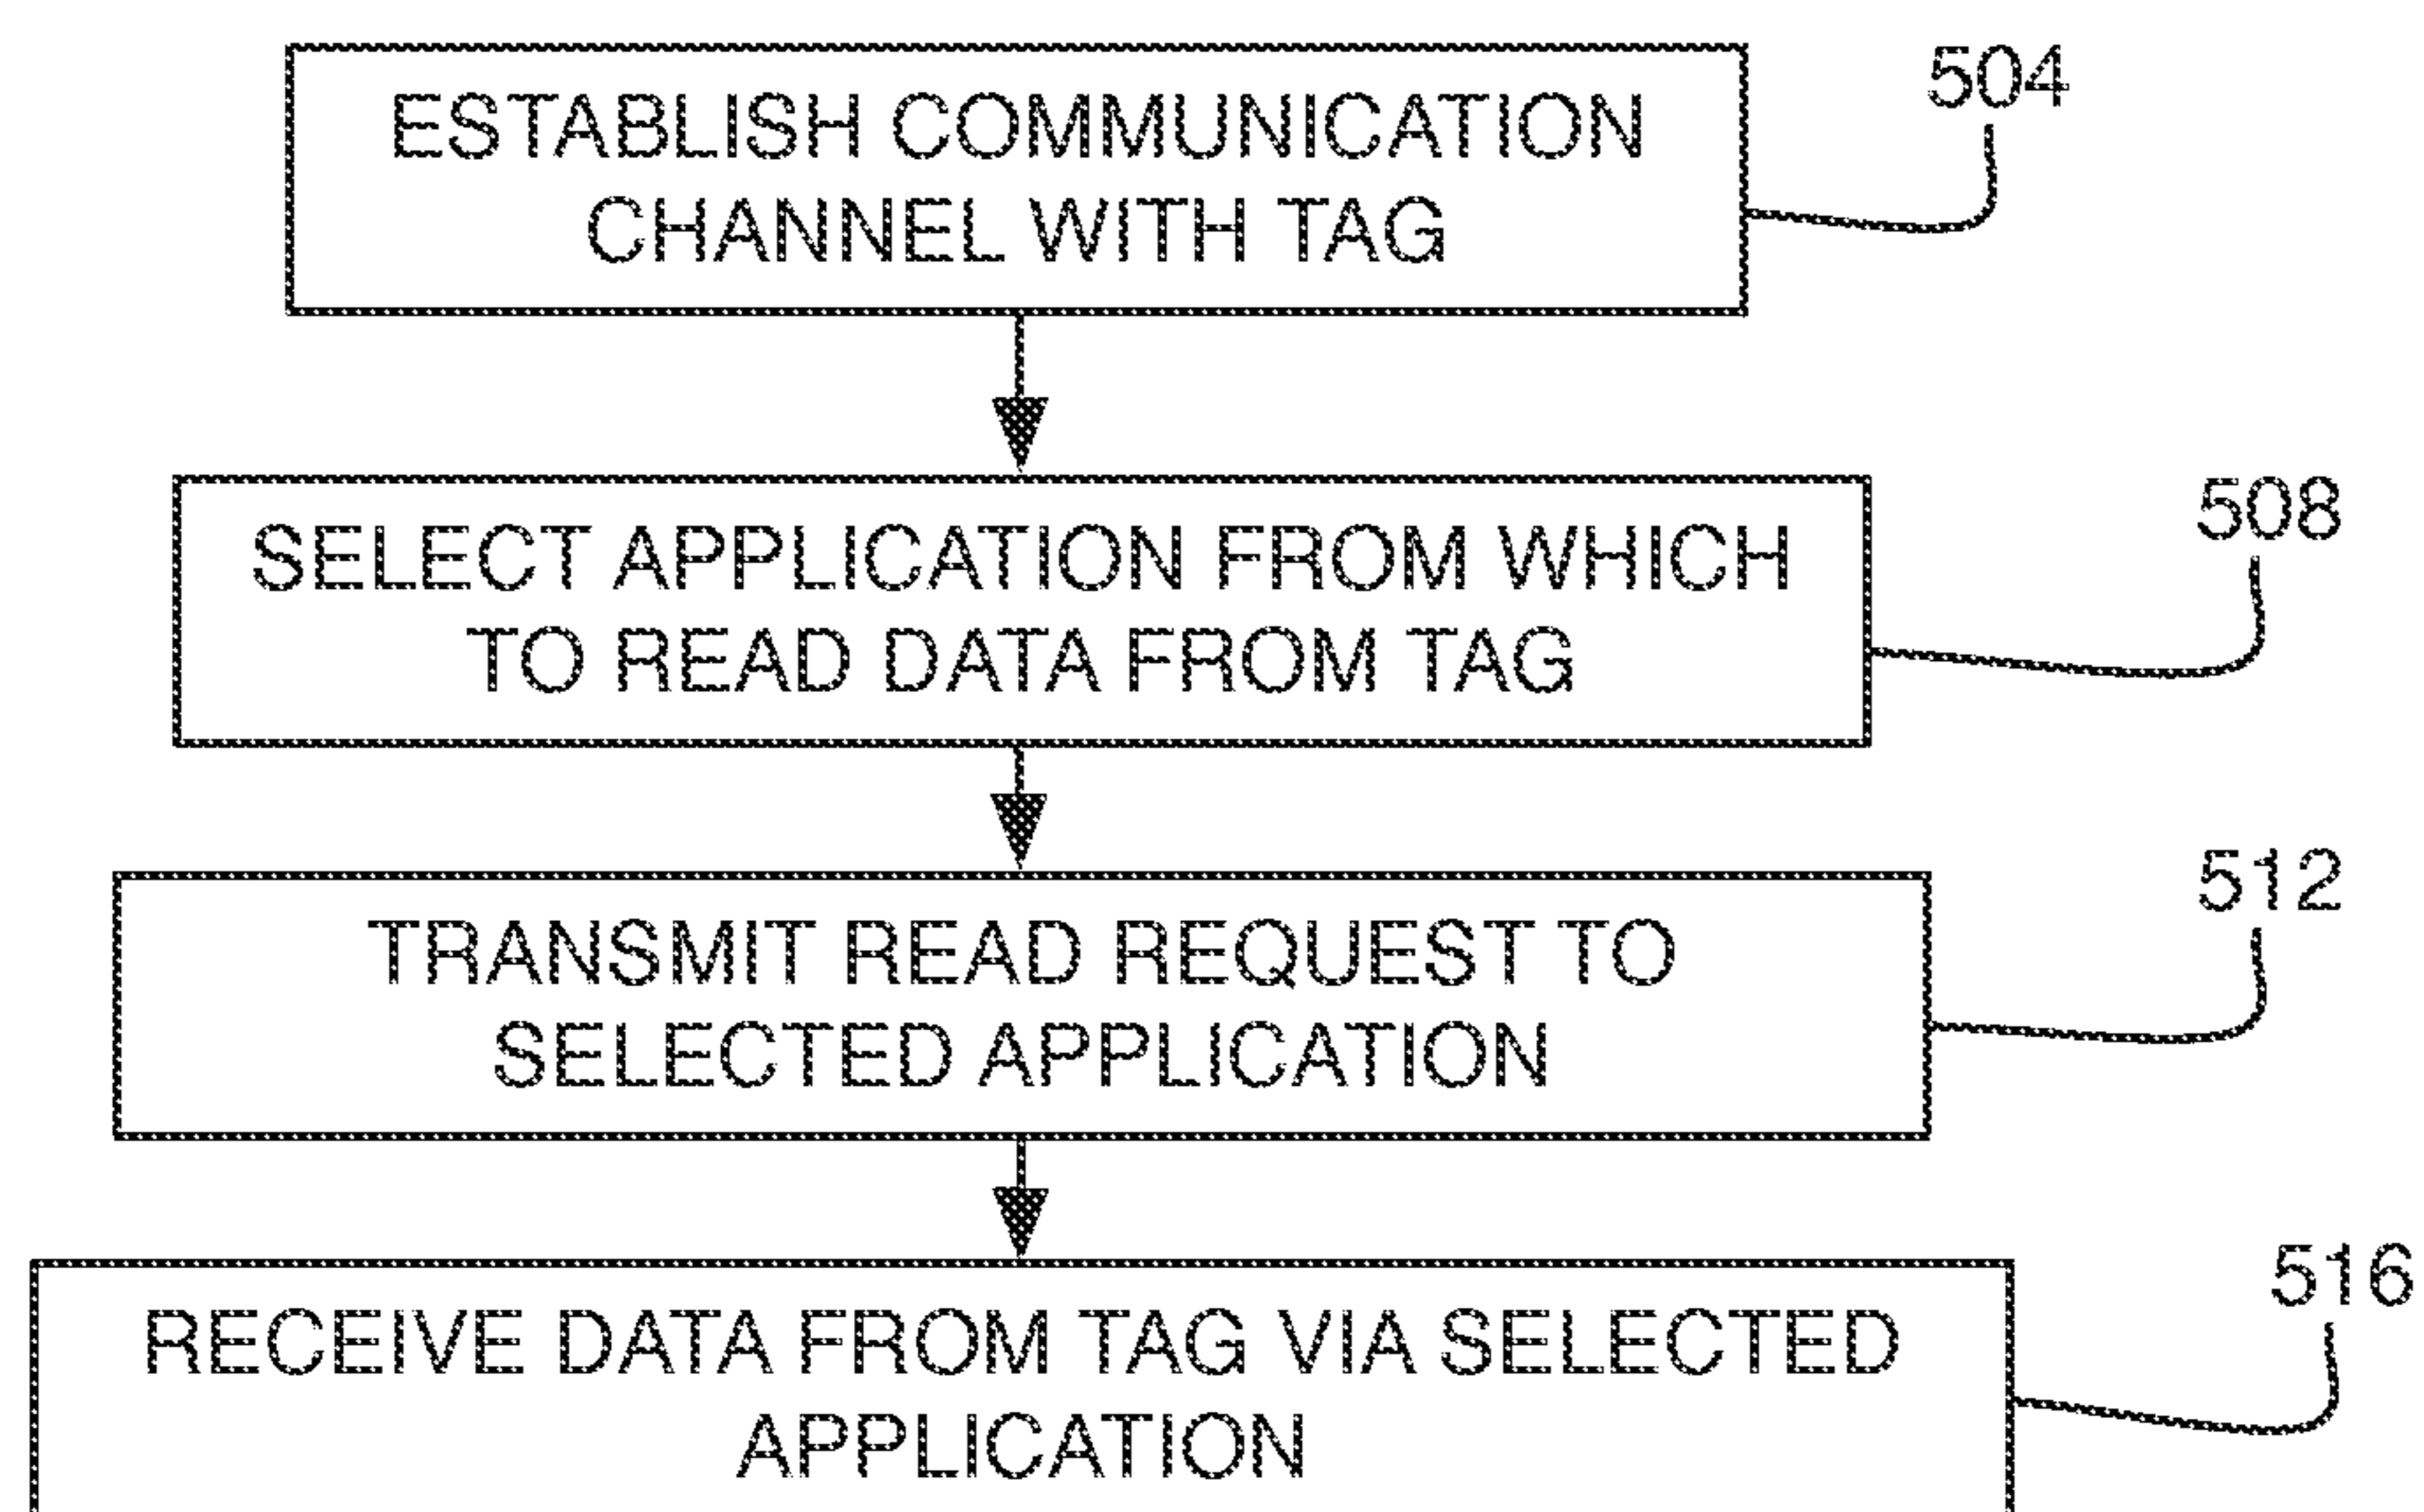 ESTABLISH COMMUNICATION
CHANNEL WITH TAG
504
SELECT APPLICATION FROM WHICH
TO READ DATA FROM TAG
508
TRANSMIT READ REQUEST TO
SELECTED APPLICATION
512
RECEIVE DATA FROM TAG VIA SELECTED
APPLICATION
516